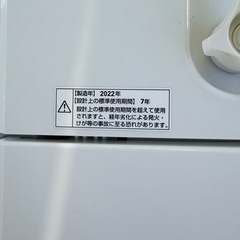 【製造年】2022年
【設計上の標準使用期間】7年
設計上の標準使用期間を超えて使用
されますと、経年劣化による発火・
けが等の事故に至る恐れがあります。